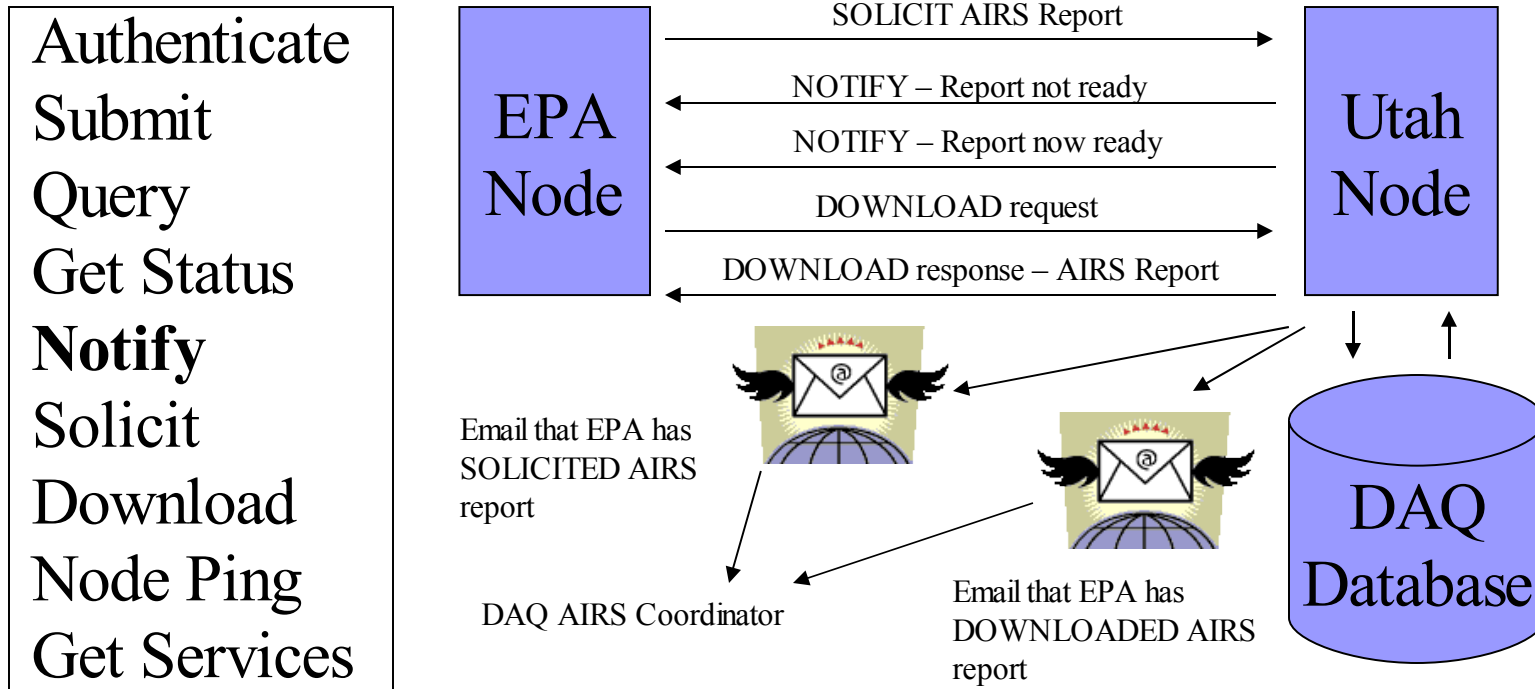 Authenticate
Submit
Query
Get Status
Notify
Solicit
Download
Node Ping
Get Services
EPA
Node
SOLICIT AIRS Report
NOTIFY – Report not ready
NOTIFY – Report now ready
DOWNLOAD request
DOWNLOAD response – AIRS Report
Utah
Node
@
Email that EPA has
SOLICITED AIRS
report
@
DAQ AIRS Coordinator
Email that EPA has
DOWNLOADED AIRS
report
DAQ
Database